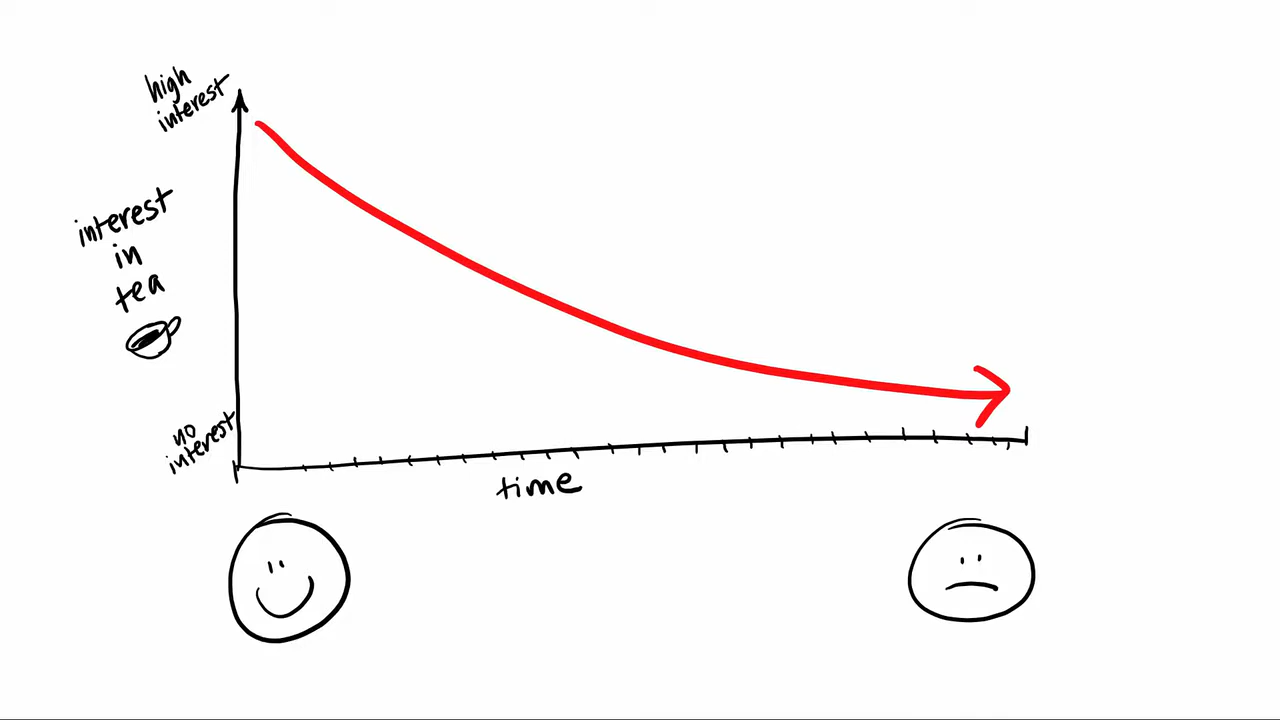 high
interest
interest
in
tea
no
interest
time